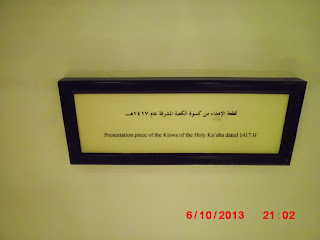 قطعة الإهداء من كسوة الكعبة المشرفة عام ١٤١٧هـ
Presentation piece of the Kiswa of the Holy Ka'aba dated 1417.H
6/10/2013 21:02